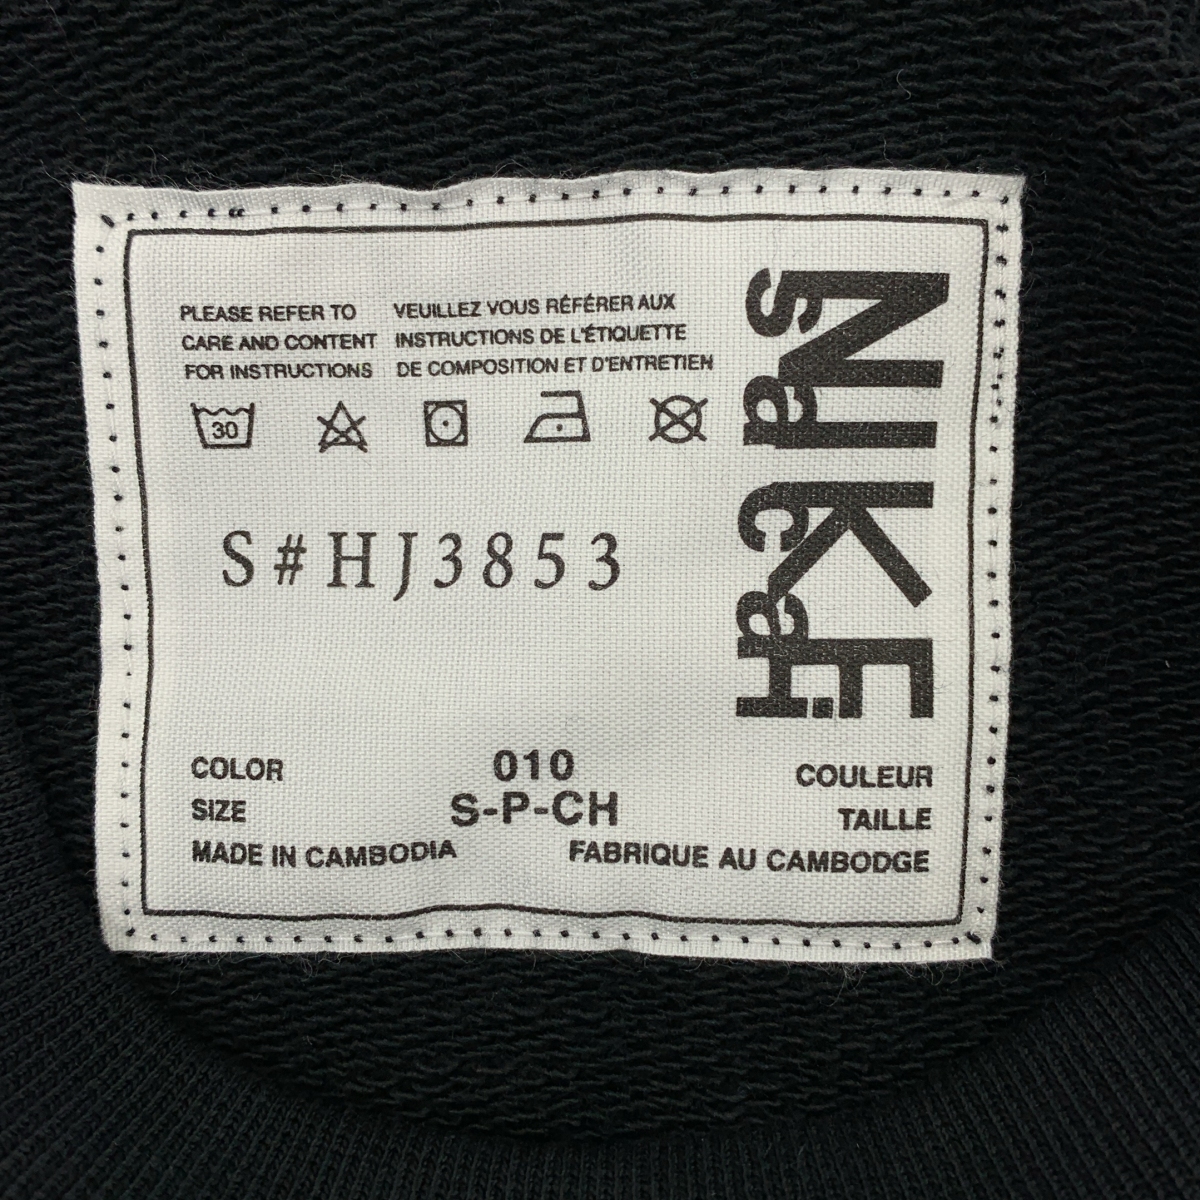 PLEASE REFER TO
CARE AND CONTENT
FOR INSTRUCTIONS
VEUILLEZ VOUS RÉFÉRER AUX
INSTRUCTIONS DE L'ÉTIQUETTE
DE COMPOSITION ET D'ENTRETIEN
30
S#HJ3853
NIKE
sacai
COLOR 010 COULEUR
SIZE S-P-CH TAILLE
MADE IN CAMBODIA FABRIQUE AU CAMBODGE